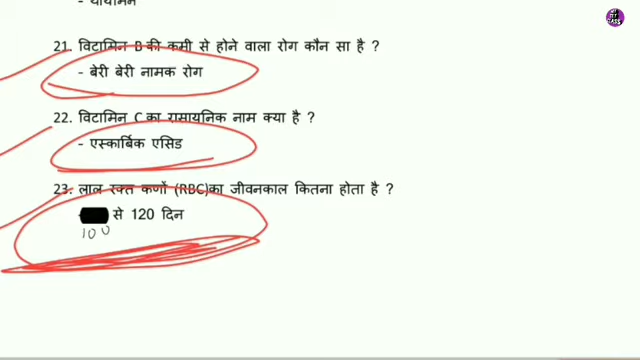 - थायामिन
21. विटामिन B की कमी से होने वाला रोग कौन सा है ?
- बेरी बेरी नामक रोग
22. विटामिन C का रासायनिक नाम क्या है ?
- एस्कार्बिक एसिड
23. लाल रक्त कणों (RBC)का जीवनकाल कितना होता है ?
- से 120 दिन
100